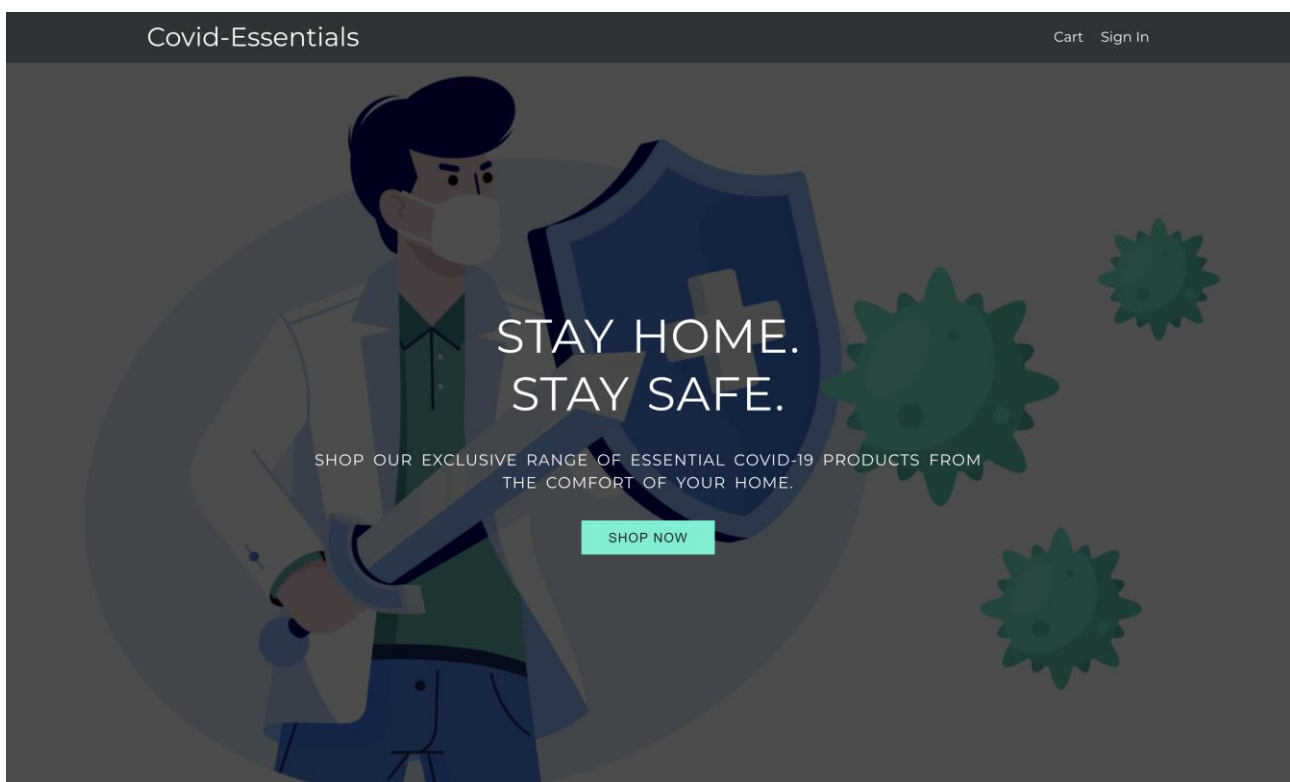 Covid-Essentials
Cart Sign In
STAY HOME.
STAY SAFE.
SHOP OUR EXCLUSIVE RANGE OF ESSENTIAL COVID-19 PRODUCTS FROM
THE COMFORT OF YOUR HOME.
SHOP NOW